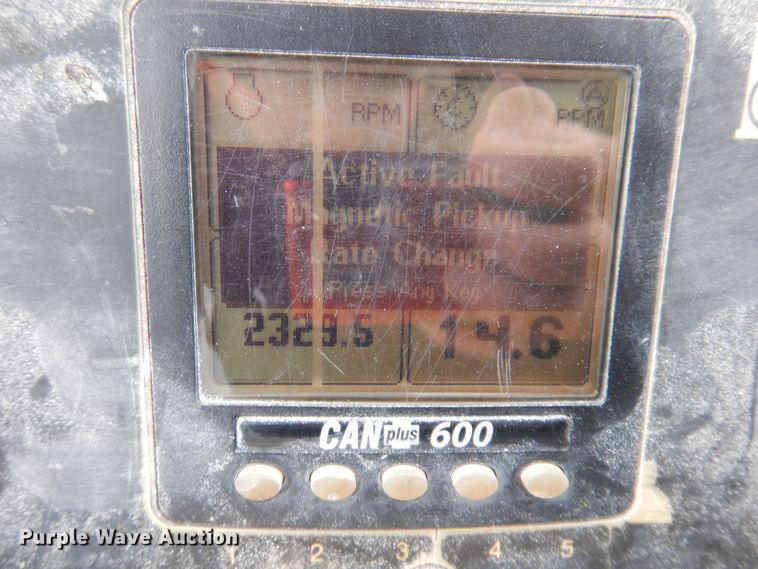 RPM RPM
Active Fault
Magnetic Pickup
Rate Change
Press Any Key
2329.5 14.6
CAN plus 600
Purple Wave Auction
1 2 3 4 5